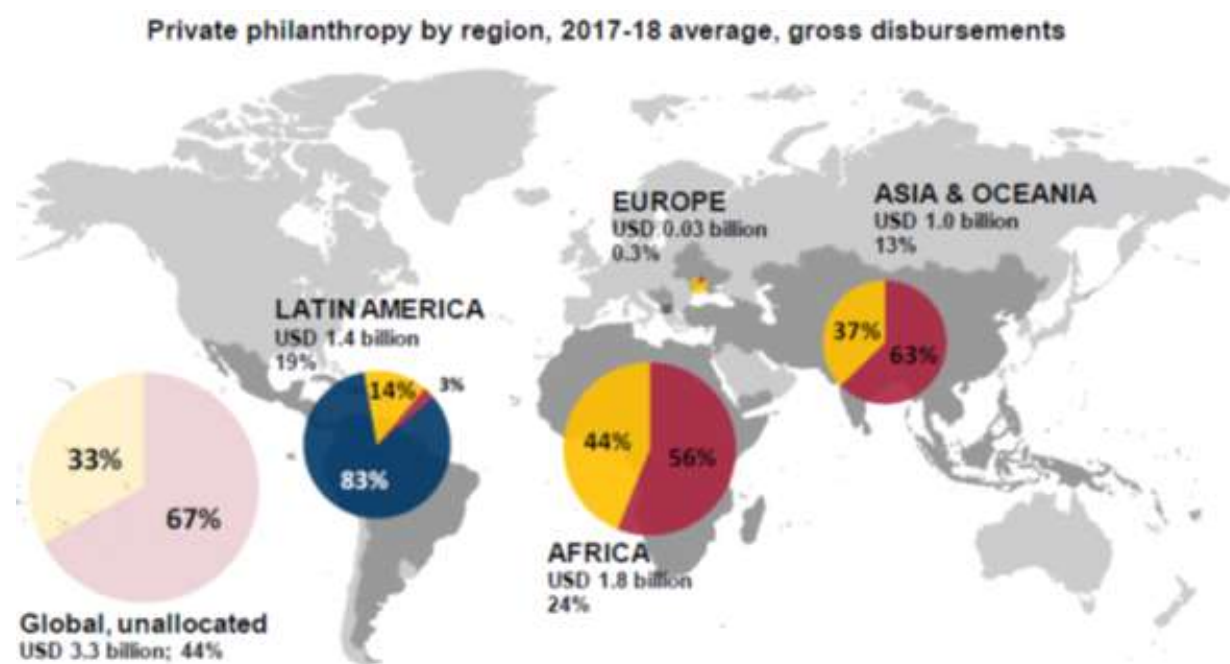 Private philanthropy by region, 2017-18 average, gross disbursements
EUROPE
USD 0.03 billion
0.3%
ASIA & OCEANIA
USD 1.0 billion
13%
37%
63%
LATIN AMERICA
USD 1.4 billion
19%
14%
3%
83%
33%
67%
44%
56%
AFRICA
USD 1.8 billion
24%
Global, unallocated
USD 3.3 billion; 44%